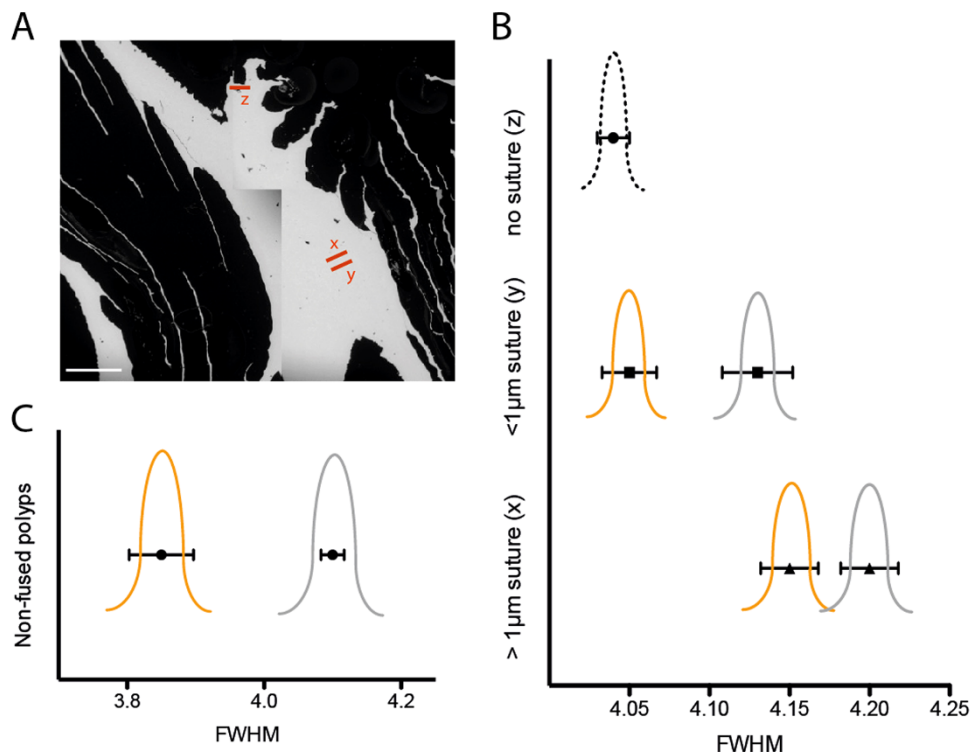 A
z
x
y
B
no suture (z)
<1µm suture (y)
> 1µm suture (x)
4.05
4.10
4.15
4.20
4.25
FWHM
C
Non-fused polyps
3.8
4.0
4.2
FWHM